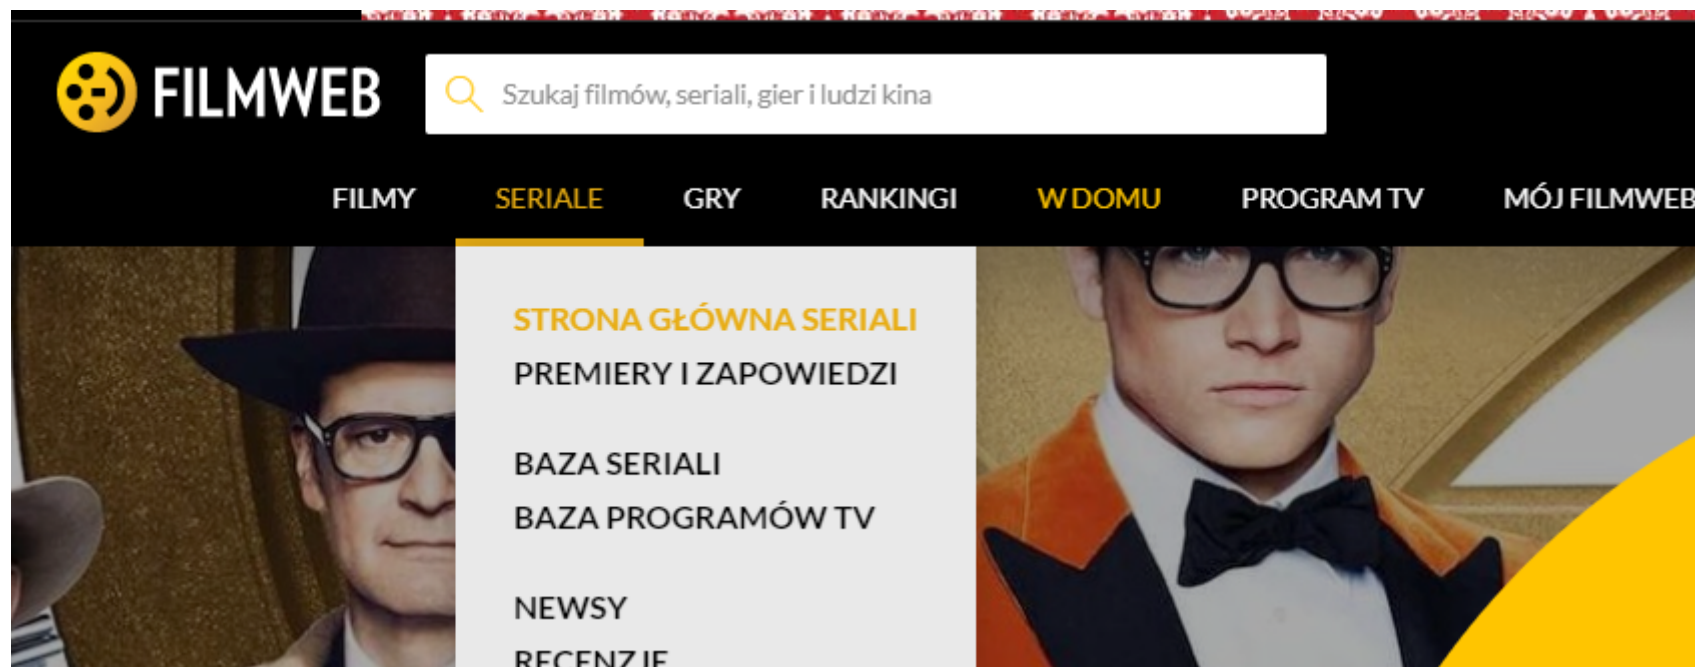 FILMWEB
Szukaj filmów, seriali, gier i ludzi kina
FILMY SERIALE GRY RANKINGI W DOMU PROGRAM TV MÓJ FILMWEB
STRONA GŁÓWNA SERIALI
PREMIERY I ZAPOWIEDZI
BAZA SERIALI
BAZA PROGRAMÓW TV
NEWSY
RECENZJE